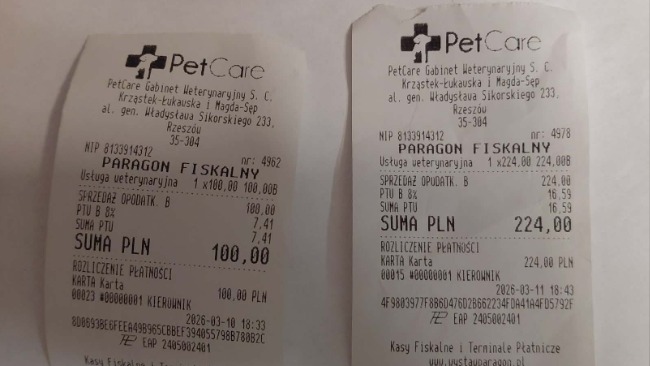 PetCare
PetCare Gabinet Weterynaryjny S. C.
Krząstek-Łukawska i Magda-Sęp
al. gen. Władysława Sikorskiego 233,
Rzeszów
35-304
NIP 8133914312 nr: 4962
PARAGON FISKALNY
Usługa weterynaryjna 1 x100,00 100,00B
SPRZEDAŻ OPODATK. B 100,00
PTU B 8% 7,41
SUMA PTU 7,41
SUMA PLN 100,00
ROZLICZENIE PŁATNOŚCI
KARTA Karta 100,00 PLN
00023 #00000001 KIEROWNIK
2026-03-10 18:33
EAP 2405002401
Kasy Fiskalne i Terminale
PetCare
PetCare Gabinet Weterynaryjny S. C.
Krząstek-Łukawska i Magda-Sęp
al. gen. Władysława Sikorskiego 233,
Rzeszów
35-304
NIP 8133914312 nr: 4978
PARAGON FISKALNY
Usługa weterynaryjna 1 x224,00 224,00B
SPRZEDAŻ OPODATK. B 224,00
PTU B 8% 16,59
SUMA PTU 16,59
SUMA PLN 224,00
ROZLICZENIE PŁATNOŚCI
KARTA Karta 224,00 PLN
00015 #00000001 KIEROWNIK
2026-03-11 18:43
4F9803977F8B6D476D2B662234FDA41A4FD5792F
EAP 2405002401
Kasy Fiskalne i Terminale Płatnicze